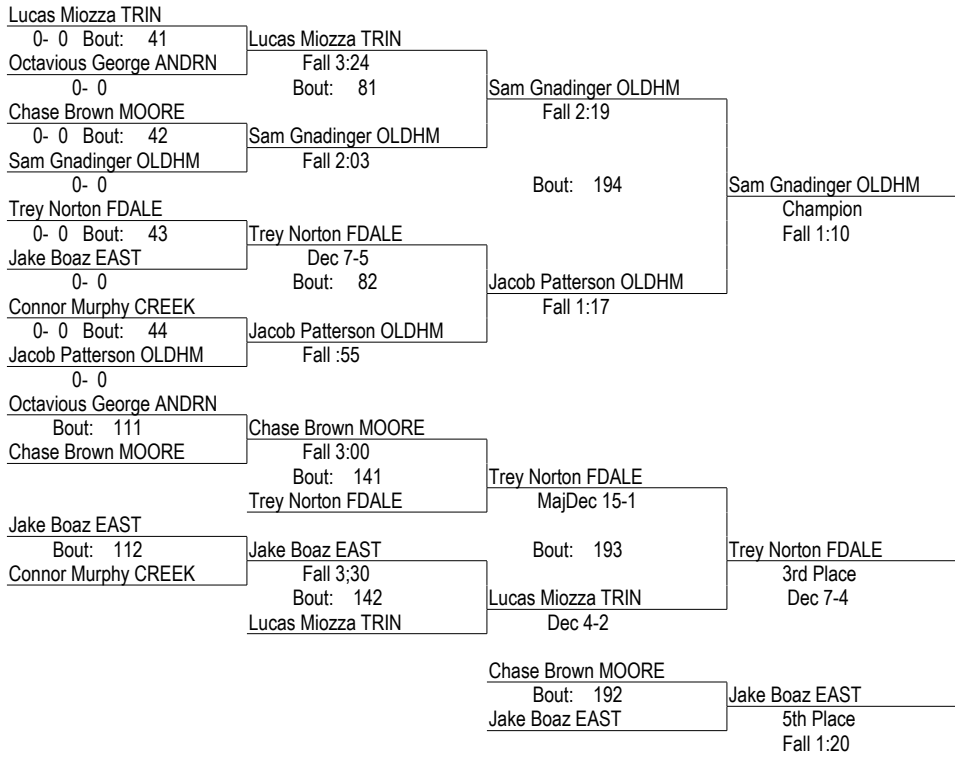 Lucas Miozza TRIN
0- 0 Bout: 41
Lucas Miozza TRIN
Octavious George ANDRN
Fall 3:24
0- 0
Bout: 81
Sam Gnadinger OLDHM
Chase Brown MOORE
Fall 2:19
0- 0 Bout: 42
Sam Gnadinger OLDHM
Sam Gnadinger OLDHM
Fall 2:03
0- 0
Bout: 194
Sam Gnadinger OLDHM
Trey Norton FDALE
Champion
0- 0 Bout: 43
Trey Norton FDALE
Fall 1:10
Jake Boaz EAST
Dec 7-5
0- 0
Bout: 82
Jacob Patterson OLDHM
Connor Murphy CREEK
Fall 1:17
0- 0 Bout: 44
Jacob Patterson OLDHM
Jacob Patterson OLDHM
Fall :55
0- 0
Octavious George ANDRN
Bout: 111
Chase Brown MOORE
Chase Brown MOORE
Fall 3:00
Bout: 141
Trey Norton FDALE
Trey Norton FDALE
MajDec 15-1
Jake Boaz EAST
Bout: 112
Jake Boaz EAST
Bout: 193
Trey Norton FDALE
Connor Murphy CREEK
Fall 3;30
3rd Place
Bout: 142
Lucas Miozza TRIN
Dec 7-4
Lucas Miozza TRIN
Dec 4-2
Chase Brown MOORE
Bout: 192
Jake Boaz EAST
Jake Boaz EAST
5th Place
Fall 1:20